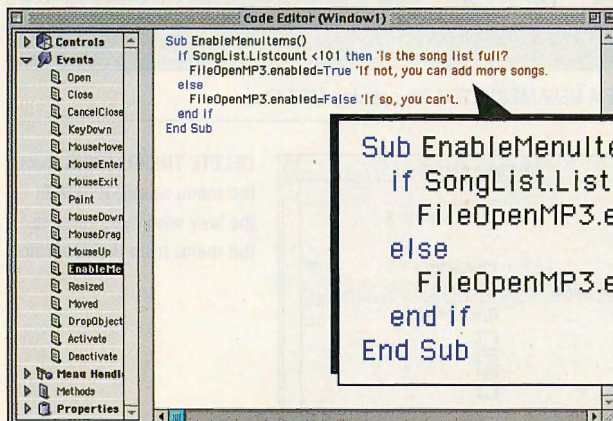 Code Editor (Window1)
Controls
Events
Open
Close
CancelClose
KeyDown
MouseMove
MouseEnter
MouseExit
Paint
MouseDown
MouseDrag
MouseUp
EnableMe
Resized
Moved
DropObject
Activate
Deactivate
Menu Handl
Methods
Properties
Sub EnableMenuItems()
if SongList.Listcount <101 then 'Is the song list full?
FileOpenMP3.enabled=True 'If not, you can add more songs.
else
FileOpenMP3.enabled=False 'If so, you can't.
end if
End Sub
Sub EnableMenuIte
if SongList.List
FileOpenMP3.e
else
FileOpenMP3.e
end if
End Sub